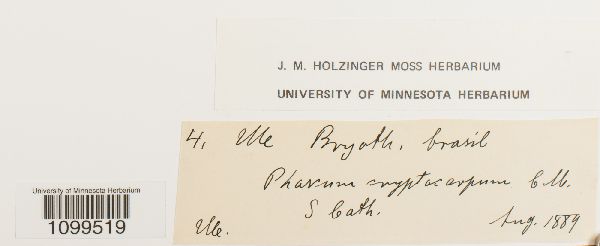 J. M. HOLZINGER MOSS HERBARIUM
UNIVERSITY OF MINNESOTA HERBARIUM
4, Ule Bryoth. brasil
Phascum cryptocarpum C. M.
S Cath.
Ule. Aug. 1889
University of Minnesota Herbarium
1099519